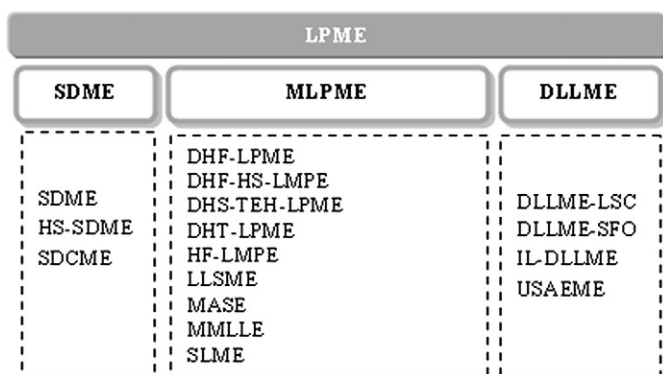 LPME
SDME
MLPME
DLLME
SDME
HS-SDME
SDCME
DHF-LPME
DHF-HS-LMPE
DHS-TEH-LPME
DHT-LPME
HF-LMPE
LLSME
MASE
MMLLE
SLME
DLLME-LSC
DLLME-SFO
IL-DLLME
USAEME